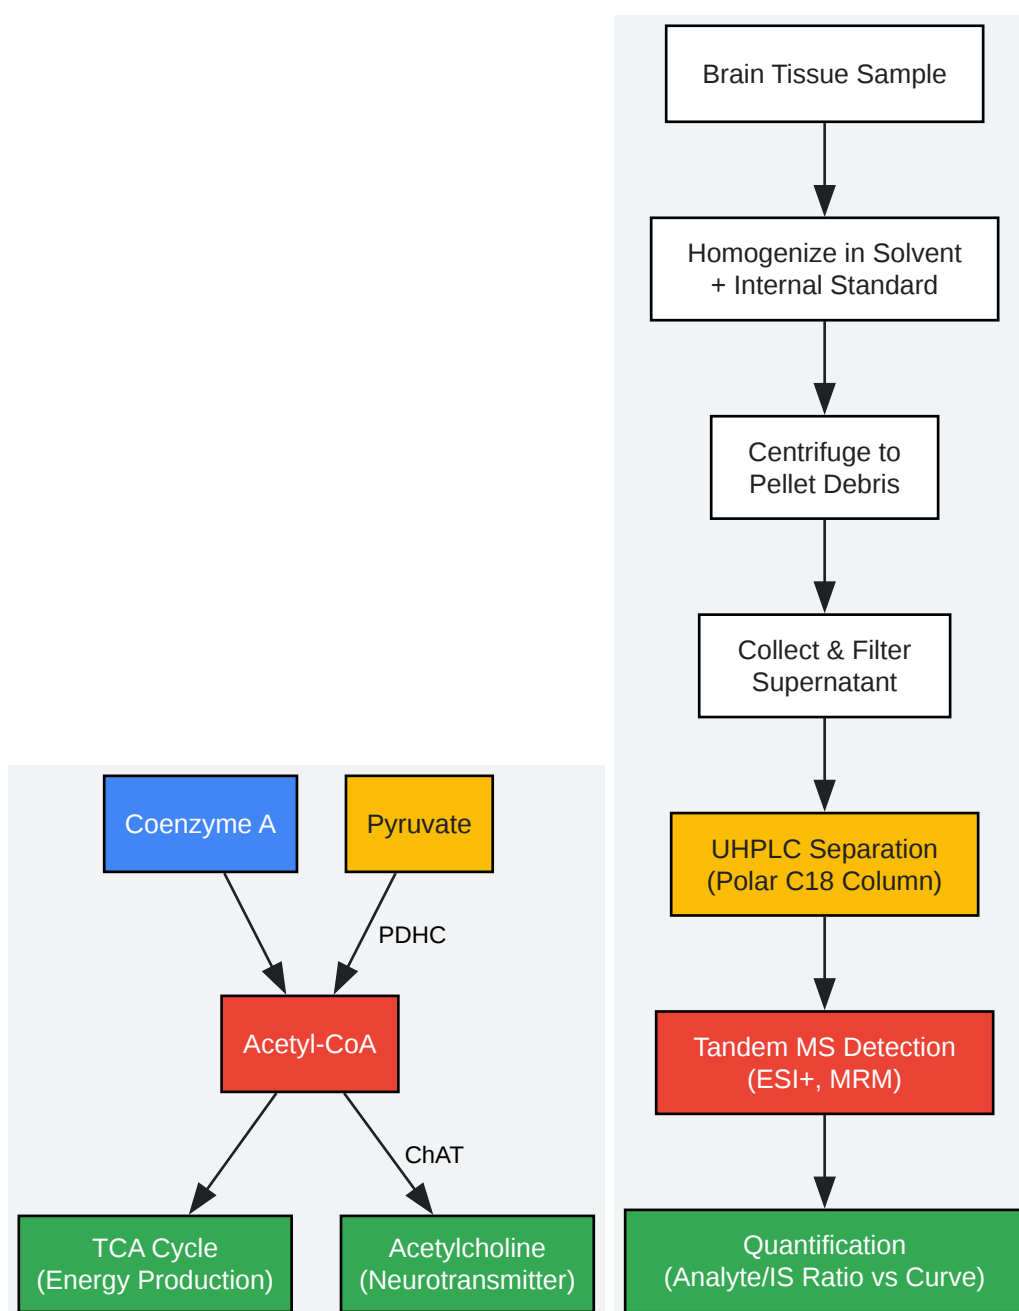 Brain Tissue Sample
Homogenize in Solvent
+ Internal Standard
Centrifuge to
Pellet Debris
Collect & Filter
Supernatant
UHPLC Separation
(Polar C18 Column)
Tandem MS Detection
(ESI+, MRM)
Quantification
(Analyte/IS Ratio vs Curve)
Coenzyme A
Pyruvate
PDHC
Acetyl-CoA
ChAT
TCA Cycle
(Energy Production)
Acetylcholine
(Neurotransmitter)